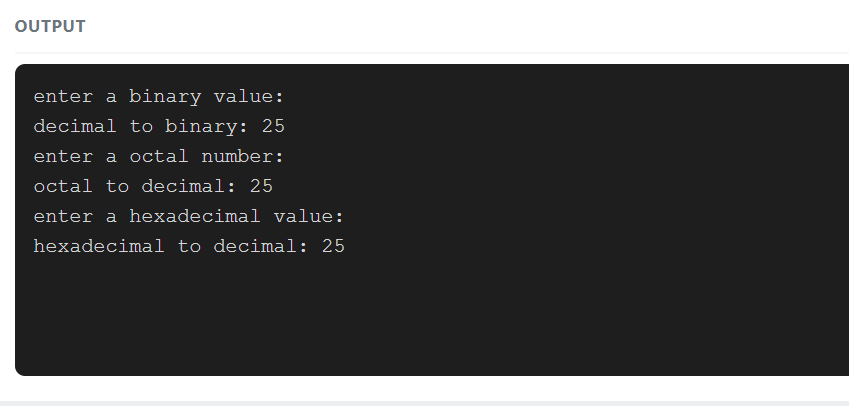 OUTPUT
enter a binary value:
decimal to binary: 25
enter a octal number:
octal to decimal: 25
enter a hexadecimal value:
hexadecimal to decimal: 25